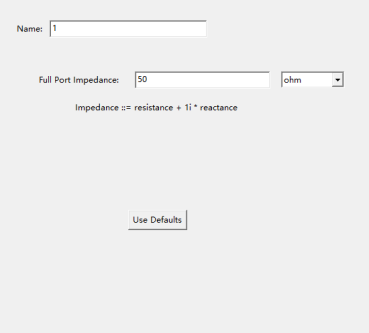 Name: 1
Full Port Impedance: 50 ohm
Impedance ::= resistance + 1i * reactance
Use Defaults